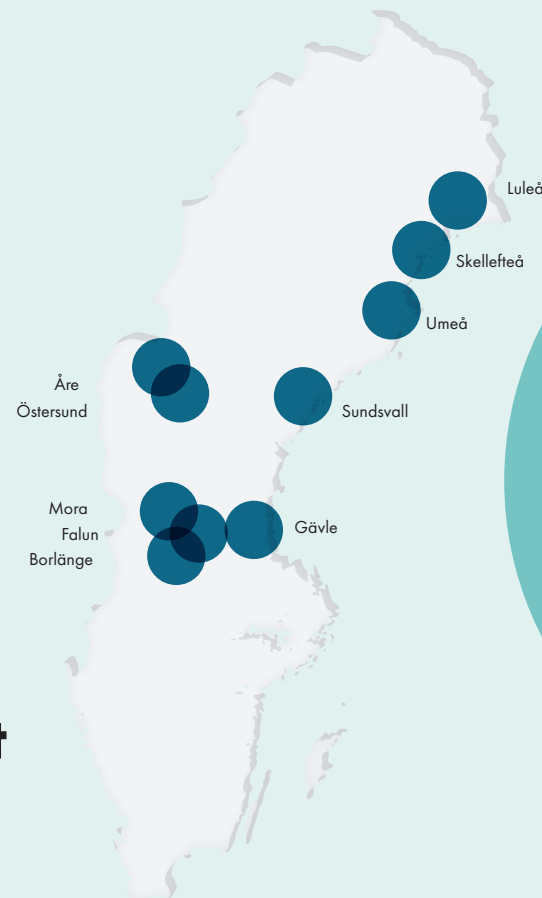 Luleå
Skellefteå
Umeå
Åre
Östersund
Sundsvall
Mora
Falun
Borlänge
Gävle
t